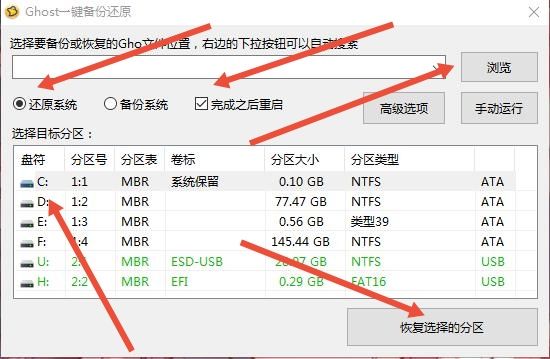 Ghost一键备份还原
选择要备份或恢复的Gho文件位置，右边的下拉按钮可以自动搜索
浏览
还原系统 备份系统 完成之后重启 高级选项 手动运行
选择目标分区：
盘符 分区号 分区表 卷标 分区大小 分区类型
C: 1:1 MBR 系统保留 0.10 GB NTFS ATA
D: 1:2 MBR 77.47 GB NTFS ATA
E: 1:3 MBR 0.56 GB 类型39 ATA
F: 1:4 MBR 145.44 GB NTFS ATA
U: 2:1 MBR ESD-USB NTFS USB
H: 2:2 MBR EFI 0.29 GB FAT16 USB
恢复选择的分区